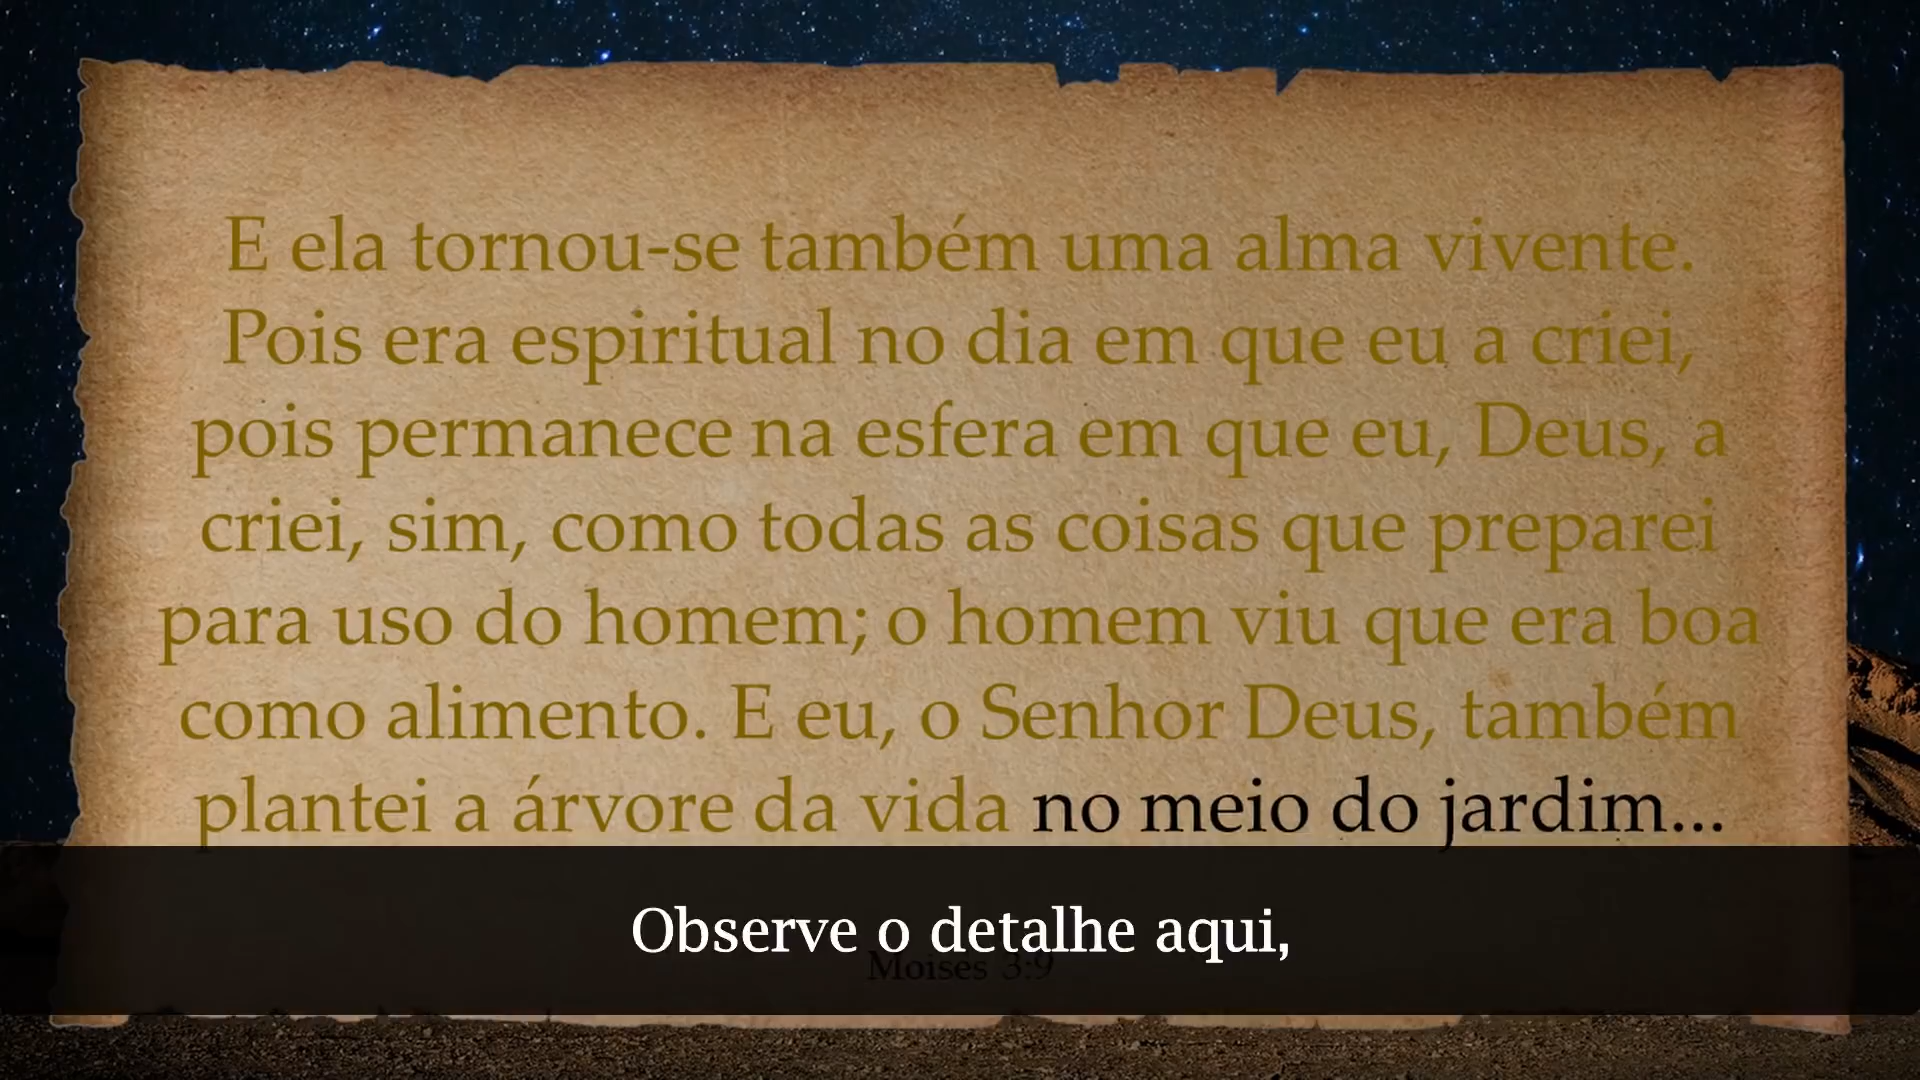 E ela tornou-se também uma alma vivente.
Pois era espiritual no dia em que eu a criei,
pois permanece na esfera em que eu, Deus, a
criei, sim, como todas as coisas que preparei
para uso do homem; o homem viu que era boa
como alimento. E eu, o Senhor Deus, também
plantei a árvore da vida no meio do jardim...
Observe o detalhe aqui,
Moisés 3:9